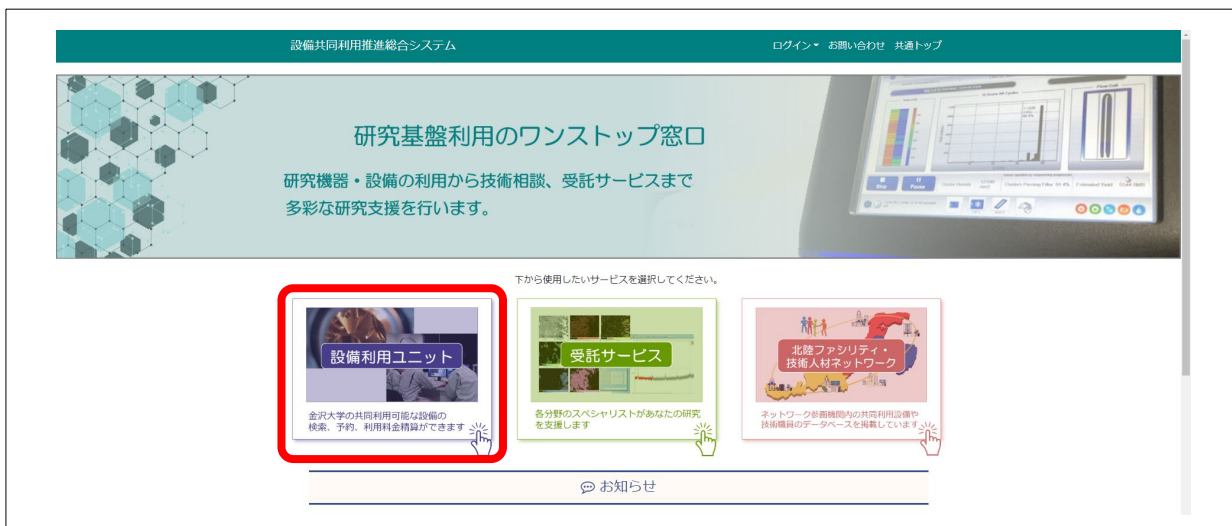 設備共同利用推進総合システム
ログイン お問い合わせ 共通トップ
研究基盤利用のワンストップ窓口
研究機器・設備の利用から技術相談、受託サービスまで
多彩な研究支援を行います。
Stop
Pause
下から使用したいサービスを選択してください。
設備利用ユニット
金沢大学の共同利用可能な設備の
検索、予約、利用料金精算ができます
受託サービス
各分野のスペシャリストがあなたの研究
を支援します
北陸ファシリティ・
技術人材ネットワーク
ネットワーク参画機関内の共同利用設備や
技術職員のデータベースを掲載しています
お知らせ